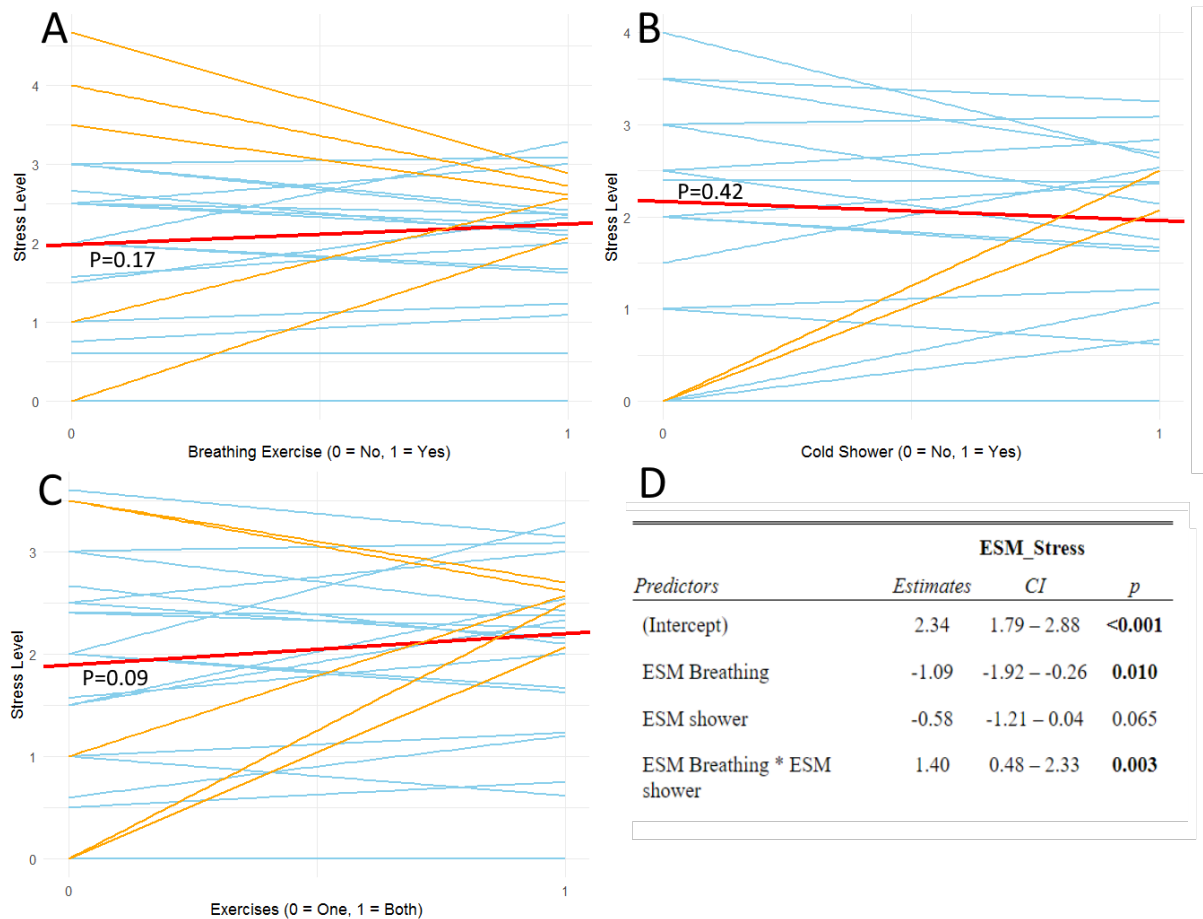 A
Stress Level
4
3
2
1
0
P=0.17
0
1
Breathing Exercise (0 = No, 1 = Yes)
B
Stress Level
4
3
2
1
0
P=0.42
0
1
Cold Shower (0 = No, 1 = Yes)
C
Stress Level
3
2
1
0
P=0.09
0
1
Exercises (0 = One, 1 = Both)
D
ESM_Stress
Predictors Estimates CI p
(Intercept) 2.34 1.79 – 2.88 <0.001
ESM Breathing -1.09 -1.92 – -0.26 0.010
ESM shower -0.58 -1.21 – 0.04 0.065
ESM Breathing * ESM 1.40 0.48 – 2.33 0.003
shower